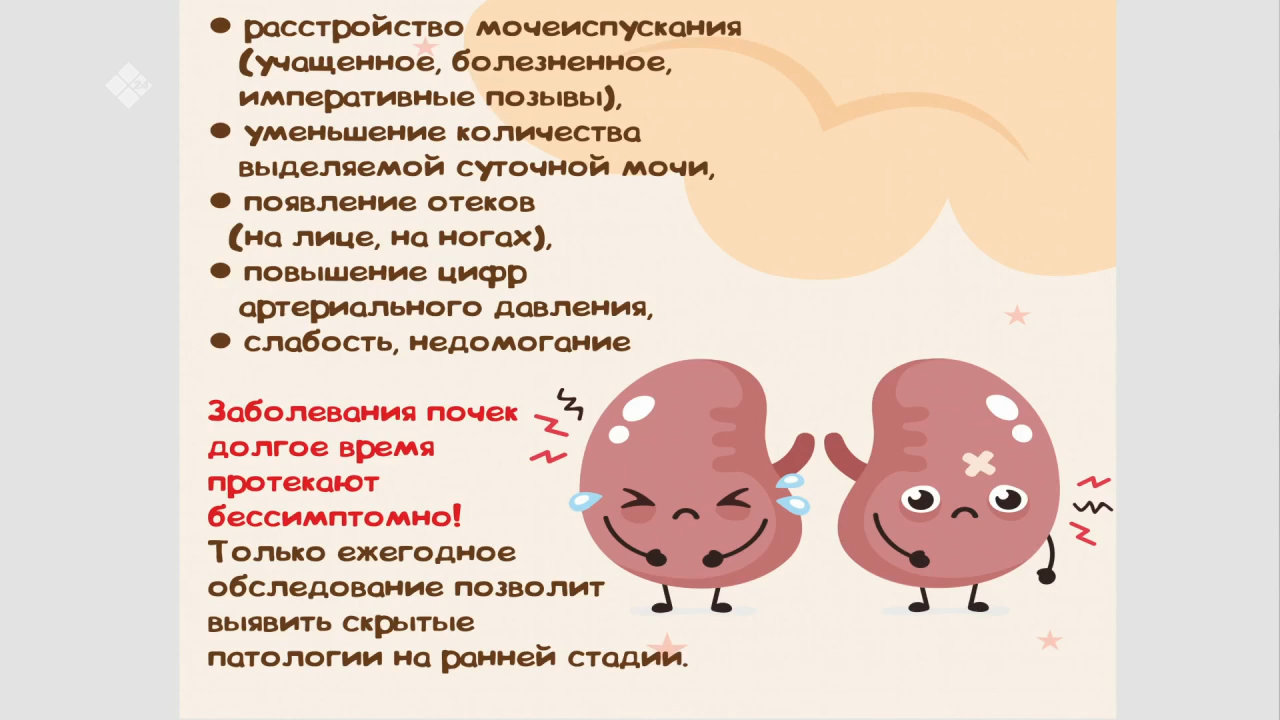 • расстройство мочеиспускания
(учащенное, болезненное,
императивные позывы),
• уменьшение количества
выделяемой суточной мочи,
• появление отеков
(на лице, на ногах),
• повышение цифр
артериального давления,
• слабость, недомогание
Заболевания почек
долгое время
протекают
бессимптомно!
Только ежегодное
обследование позволит
выявить скрытые
патологии на ранней стадии.
24